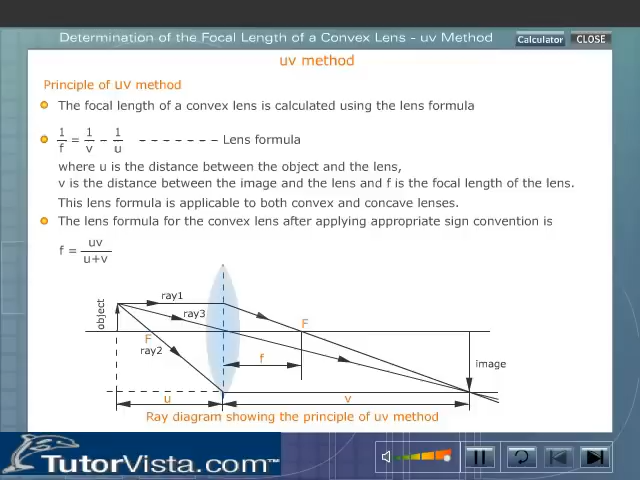 Determination of the Focal Length of a Convex Lens - uv Method
Calculator
CLOSE
uv method
Principle of uv method
The focal length of a convex lens is calculated using the lens formula
1/f = 1/v - 1/u - - - - - - - Lens formula
where u is the distance between the object and the lens,
v is the distance between the image and the lens and f is the focal length of the lens.
This lens formula is applicable to both convex and concave lenses.
The lens formula for the convex lens after applying appropriate sign convention is
f = uv/u+v
object
ray1
ray3
F
F
ray2
f
image
u
v
Ray diagram showing the principle of uv method
TutorVista.com™